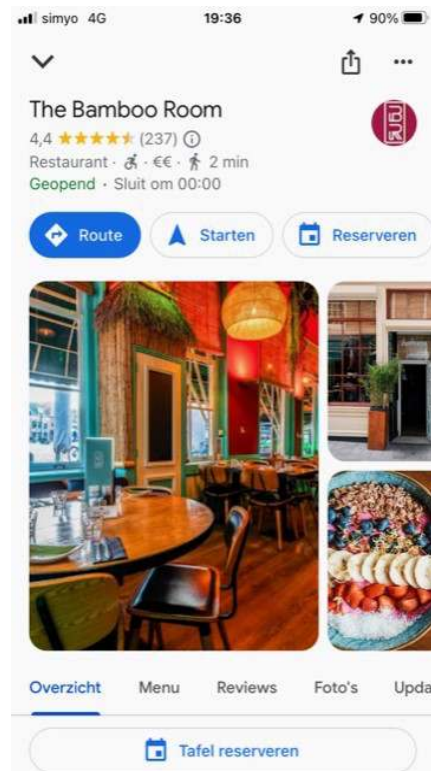 simyo 4G 19:36 90%
The Bamboo Room
4,4 (237)
Restaurant · · €€ · 2 min
Geopend · Sluit om 00:00
Route Starten Reserveren
Overzicht Menu Reviews Foto's Upda
Tafel reserveren